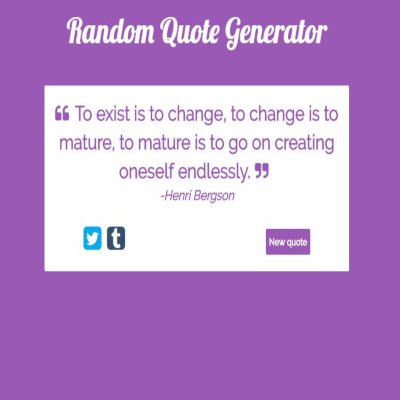 Random Quote Generator
“ To exist is to change, to change is to
mature, to mature is to go on creating
oneself endlessly. ”
-Henri Bergson
t
New quote